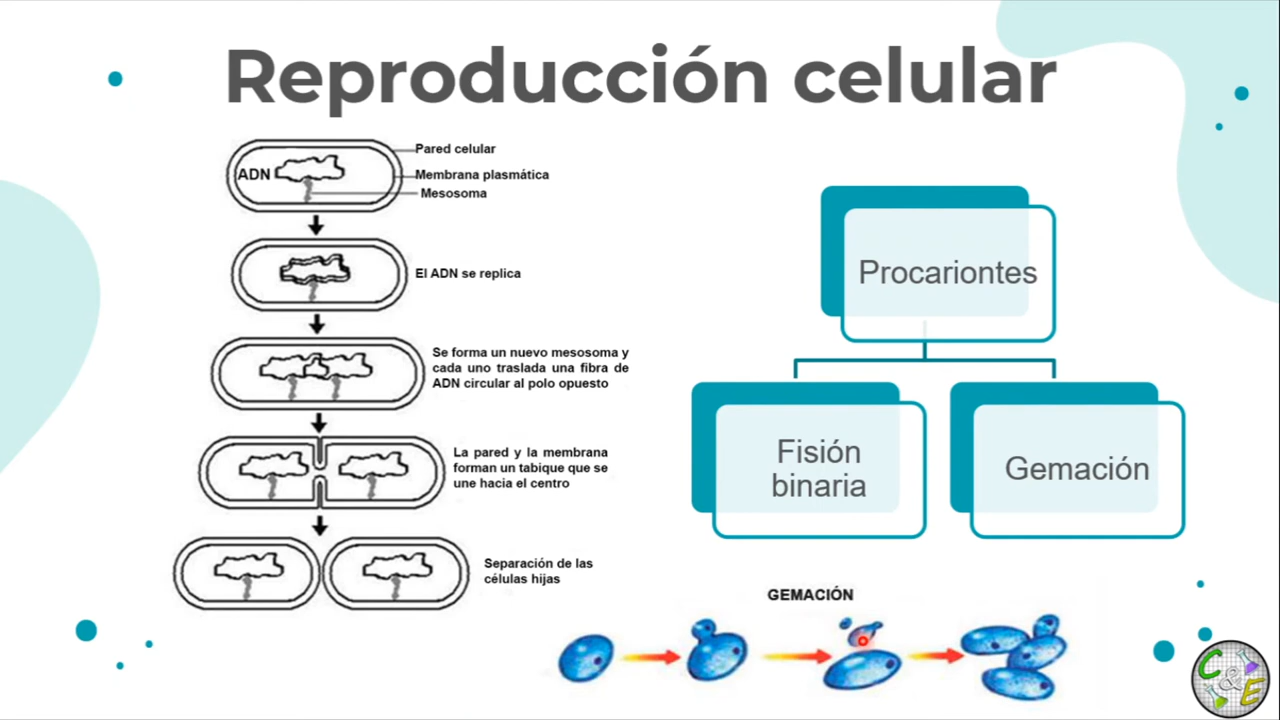 Reproducción celular
Pared celular
ADN
Membrana plasmática
Mesosoma
El ADN se replica
Se forma un nuevo mesosoma y
cada uno traslada una fibra de
ADN circular al polo opuesto
La pared y la membrana
forman un tabique que se
une hacia el centro
Separación de las
células hijas
Procariontes
Fisión
binaria
Gemación
GEMACIÓN
C&E